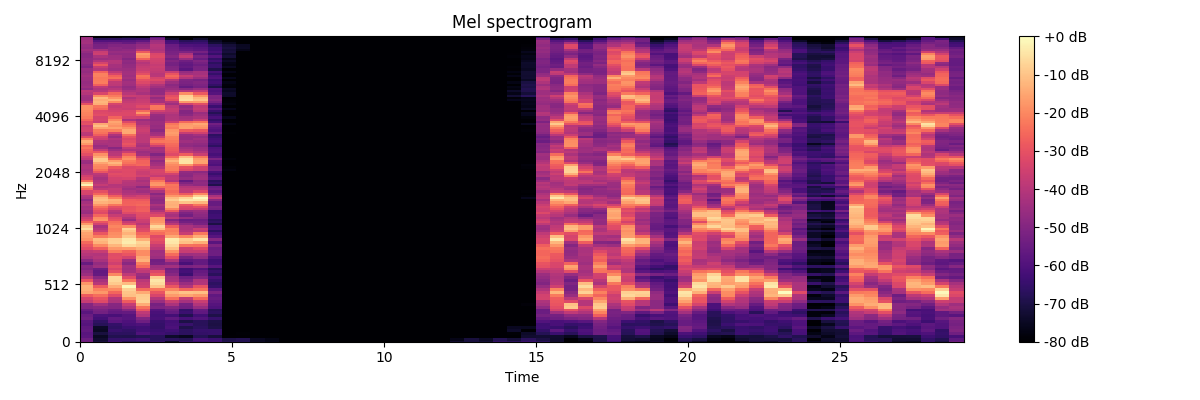 Mel spectrogram
Hz
8192
4096
2048
1024
512
0
0 5 10 15 20 25
Time
+0 dB
-10 dB
-20 dB
-30 dB
-40 dB
-50 dB
-60 dB
-70 dB
-80 dB